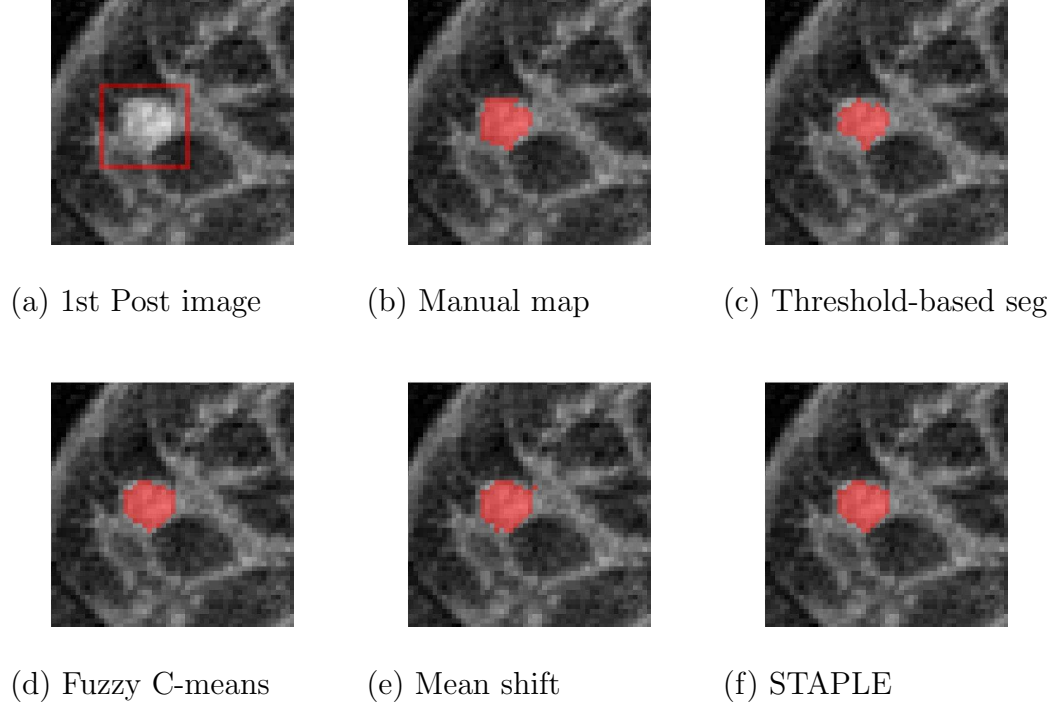 (a) 1st Post image
(b) Manual map
(c) Threshold-based seg
(d) Fuzzy C-means
(e) Mean shift
(f) STAPLE